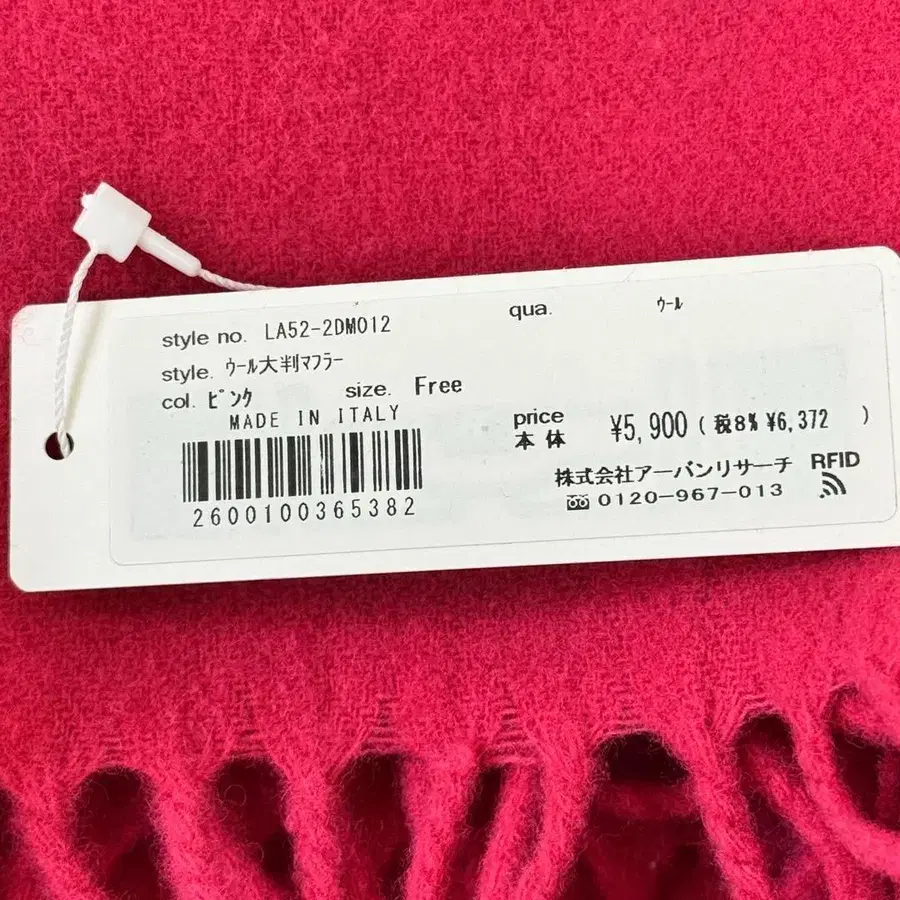 style no. LA52-2DM012
qua. ｳｰﾙ
style. ｳｰﾙ大判ﾏﾌﾗｰ
col. ﾋﾟﾝｸ size. Free
MADE IN ITALY
price
本体 ¥5,900 ( 税8% ¥6,372 )
2600100365382
株式会社アーバンリサーチ
0120-967-013
RFID